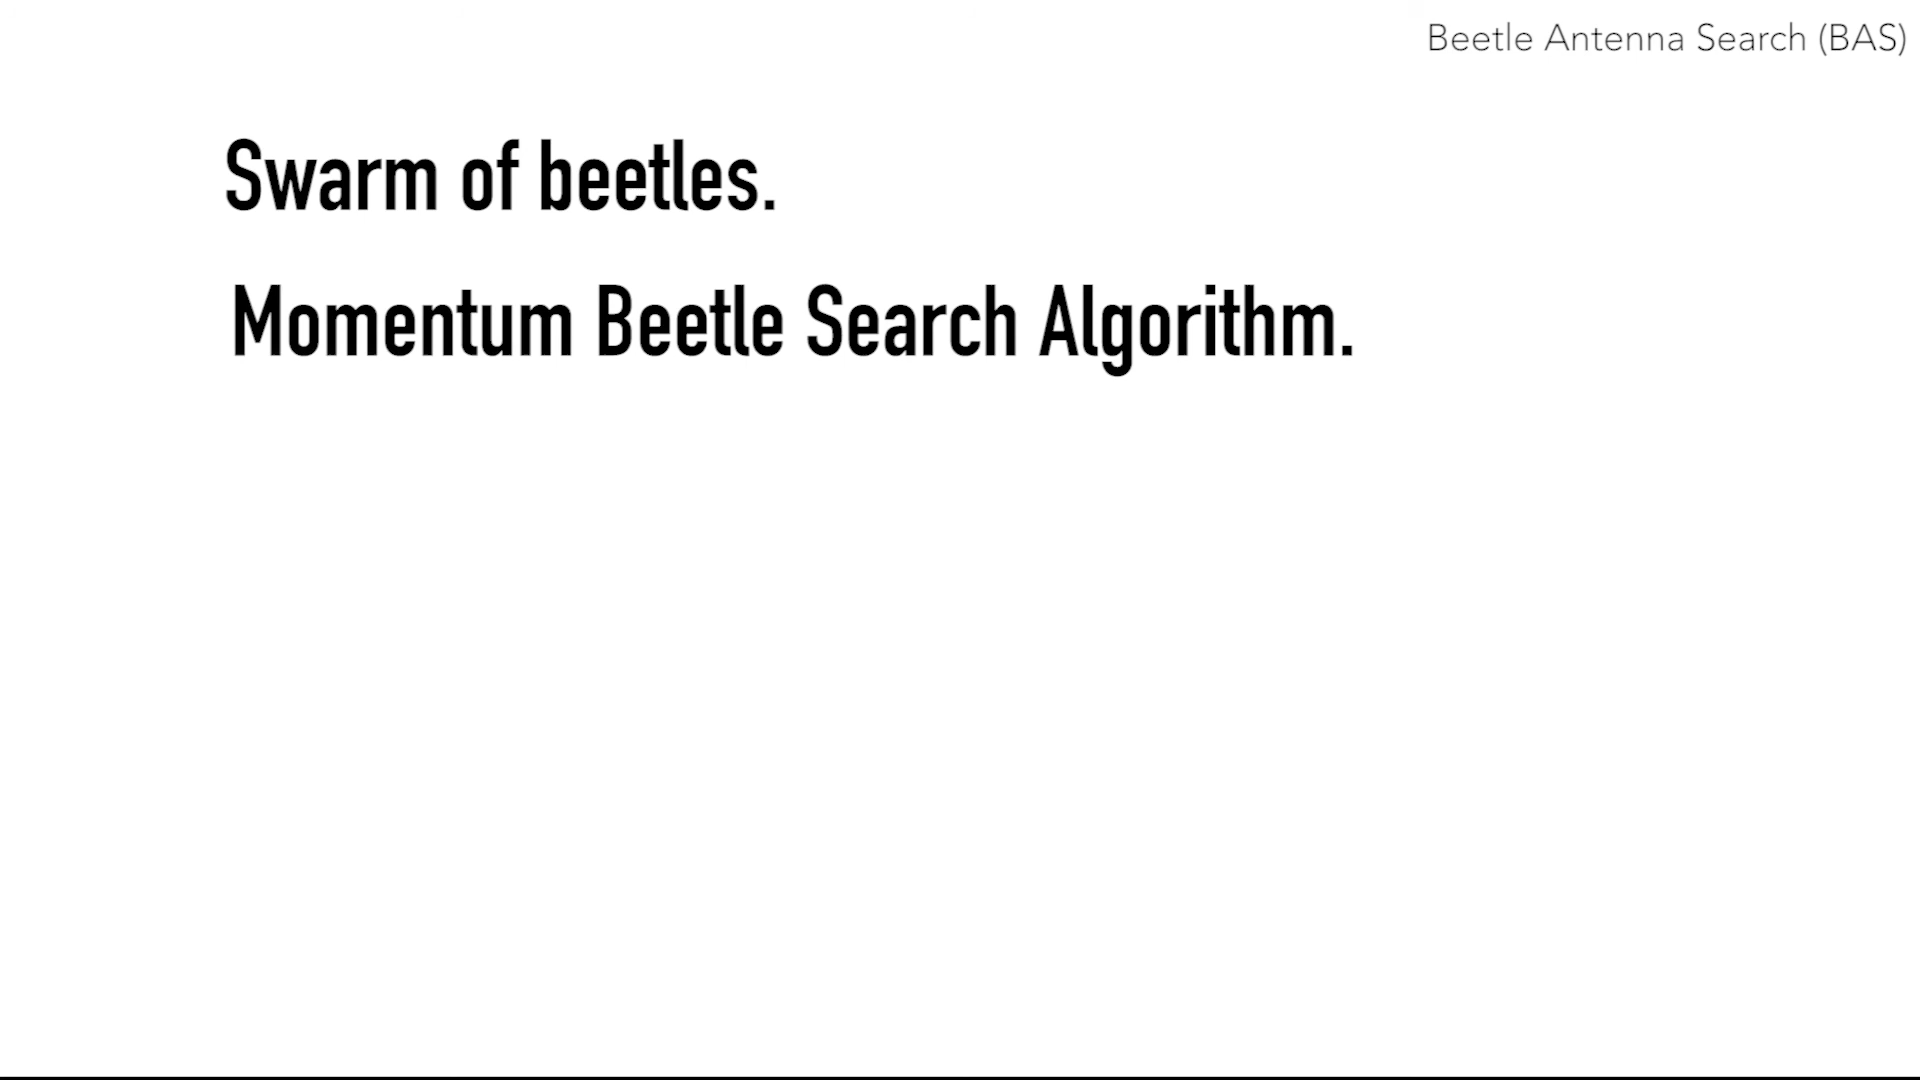 Beetle Antenna Search (BAS)
Swarm of beetles.
Momentum Beetle Search Algorithm.